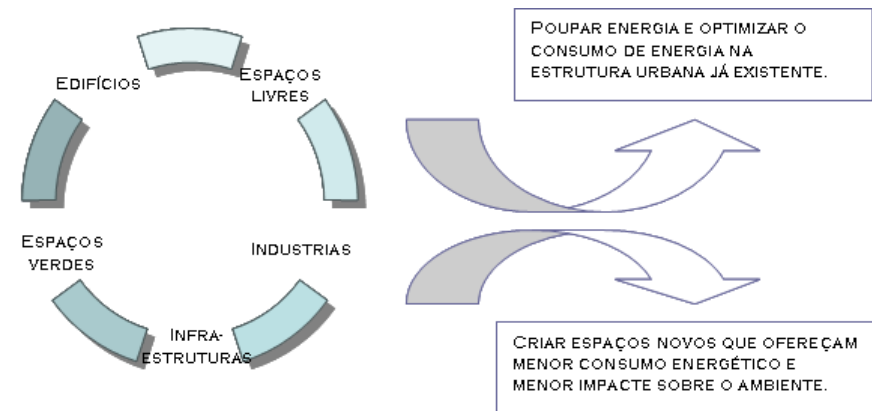 EDIFÍCIOS
ESPAÇOS
LIVRES
ESPAÇOS
VERDES
INDUSTRIAS
INFRA-
ESTRUTURAS
POUPAR ENERGIA E OPTIMIZAR O
CONSUMO DE ENERGIA NA
ESTRUTURA URBANA JÁ EXISTENTE.
CRIAR ESPAÇOS NOVOS QUE OFEREÇAM
MENOR CONSUMO ENERGÉTICO E
MENOR IMPACTE SOBRE O AMBIENTE.